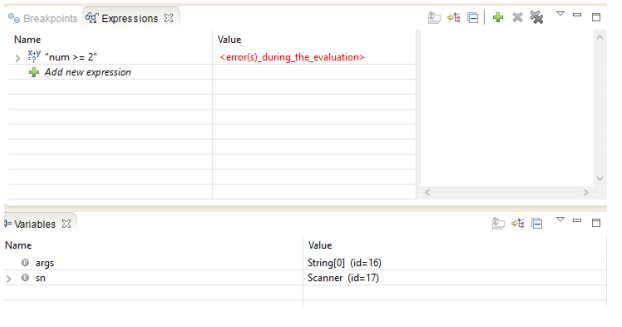 Breakpoints Expressions
Name Value
"num >= 2" <error(s)_during_the_evaluation>
Add new expression
Variables
Name Value
args String[0] (id=16)
sn Scanner (id=17)